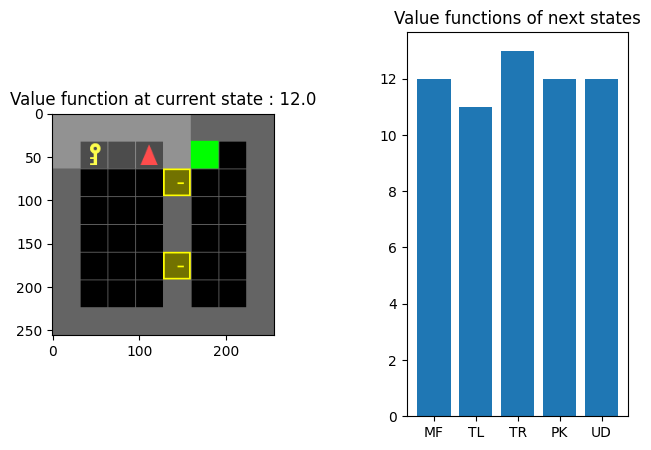 Value functions of next states
Value function at current state : 12.0
0
50
100
150
200
250
0
100
200
12
10
8
6
4
2
0
MF
TL
TR
PK
UD